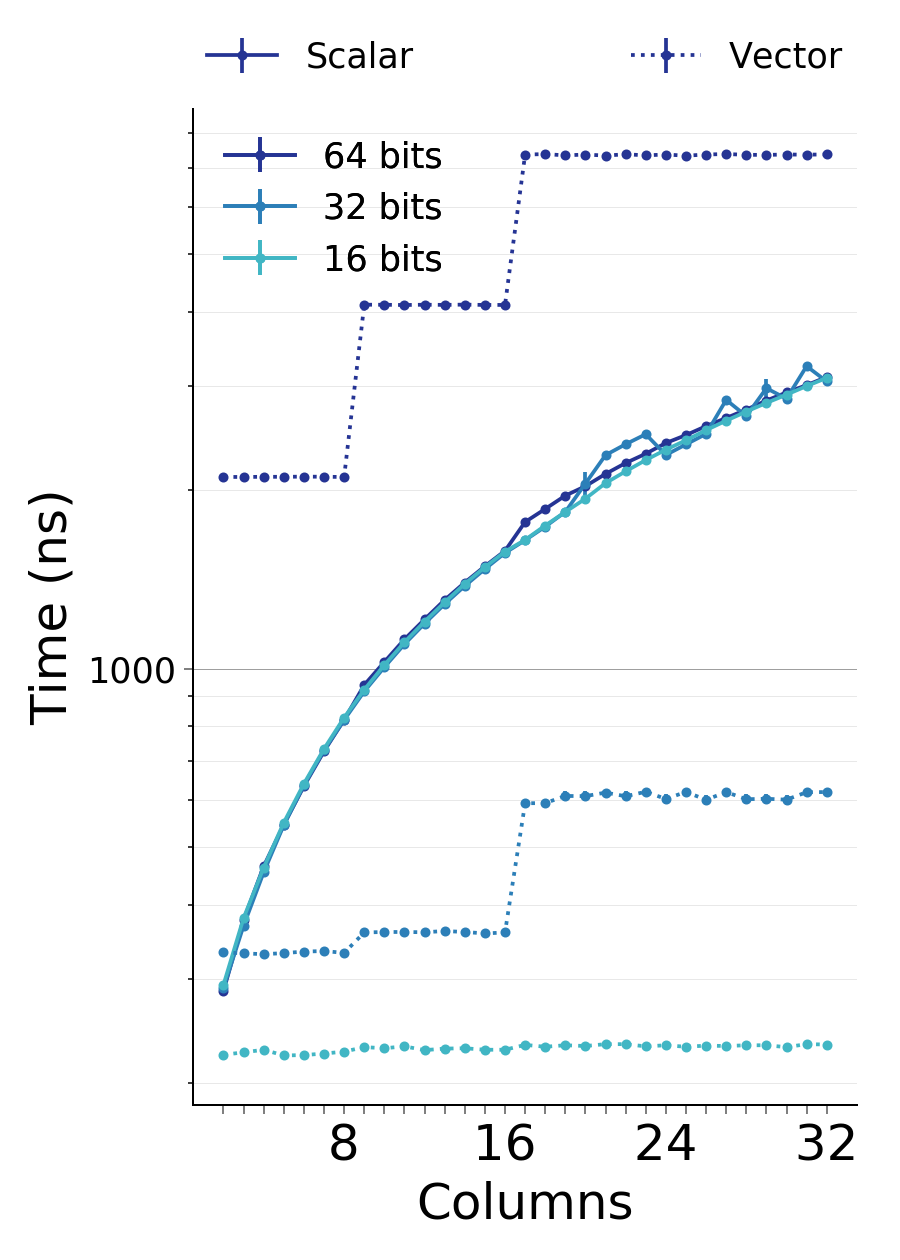 Scalar Vector
64 bits
32 bits
16 bits
Time (ns)
1000
8 16 24 32
Columns